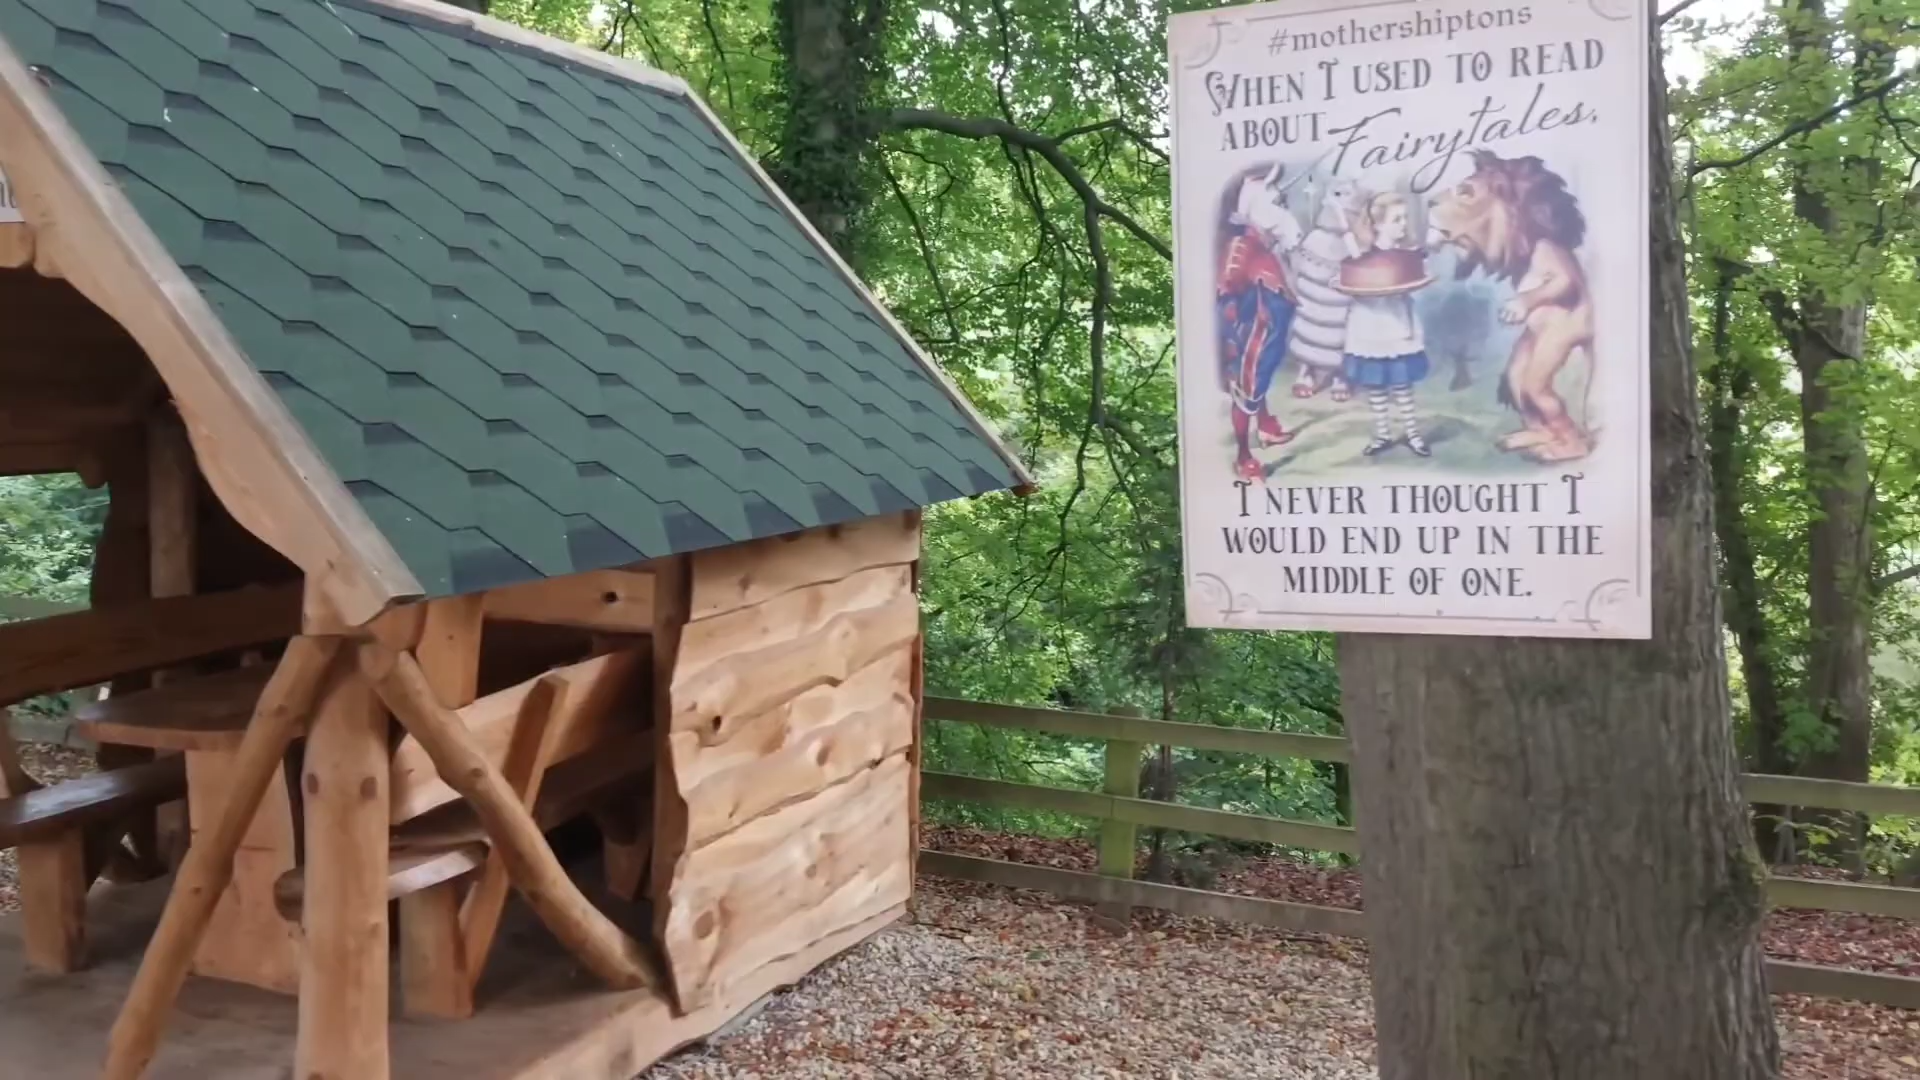 #mothershiptons
WHEN I USED TO READ
ABOUT Fairytales,
I NEVER THOUGHT I
WOULD END UP IN THE
MIDDLE OF ONE.